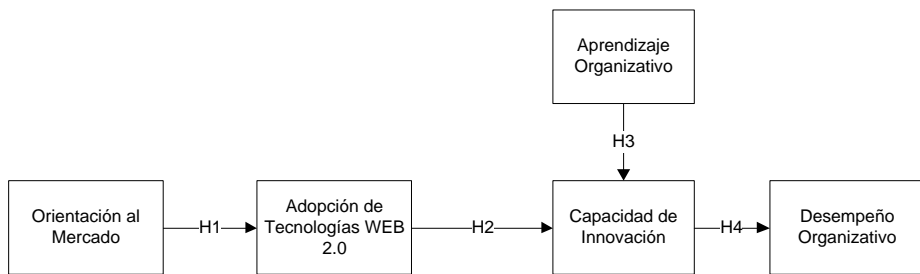 Aprendizaje
Organizativo
H3
Orientación al
Mercado
H1
Adopción de
Tecnologías WEB
2.0
H2
Capacidad de
Innovación
H4
Desempeño
Organizativo